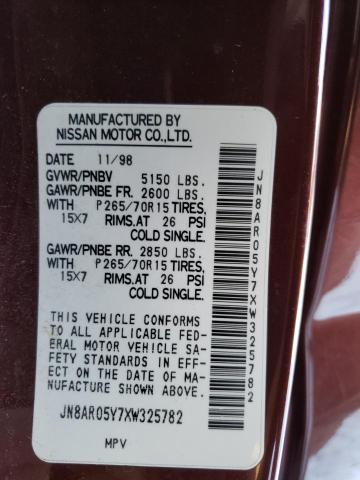 MANUFACTURED BY
NISSAN MOTOR CO.,LTD.
DATE 11/98
GVWR/PNBV 5150 LBS.
GAWR/PNBE FR. 2600 LBS.
WITH P265/70R15 TIRES,
15X7 RIMS.AT 26 PSI
COLD SINGLE.
GAWR/PNBE RR. 2850 LBS.
WITH P265/70R15 TIRES,
15X7 RIMS.AT 26 PSI
COLD SINGLE.
THIS VEHICLE CONFORMS
TO ALL APPLICABLE FED-
ERAL MOTOR VEHICLE SA-
FETY STANDARDS IN EFF-
ECT ON THE DATE OF MA-
NUFACTURE SHOWN ABOVE.
JN8AR05Y7XW325782
MPV
JN8AR05Y7XW325782